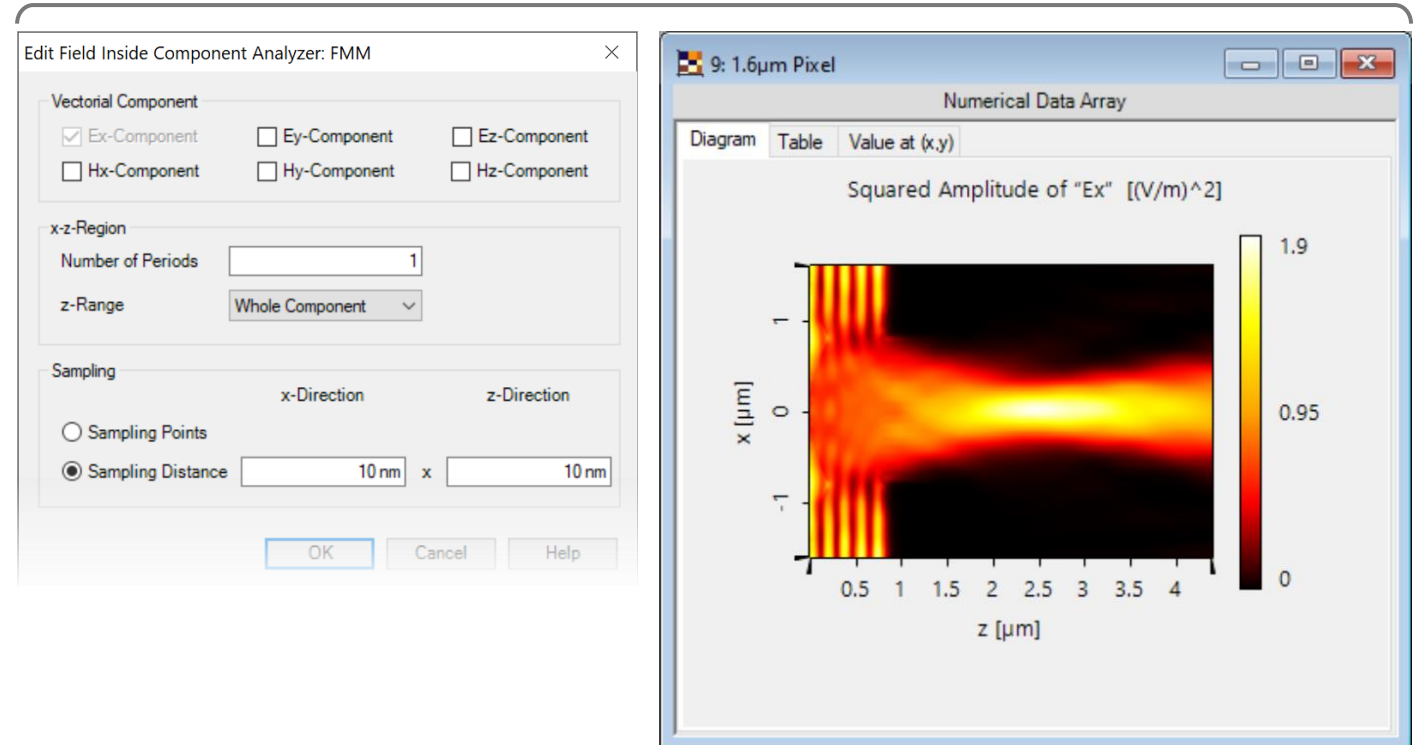 Edit Field Inside Component Analyzer: FMM
Vectorial Component
Ex-Component Ey-Component Ez-Component
Hx-Component Hy-Component Hz-Component
x-z-Region
Number of Periods 1
z-Range Whole Component
Sampling
x-Direction z-Direction
Sampling Points
Sampling Distance 10 nm x 10 nm
OK Cancel Help
9: 1.6µm Pixel
Numerical Data Array
Diagram Table Value at (x,y)
Squared Amplitude of "Ex" [(V/m)^2]
1.9
0.95
0
x [µm]
1
0
-1
0.5 1 1.5 2 2.5 3 3.5 4
z [µm]